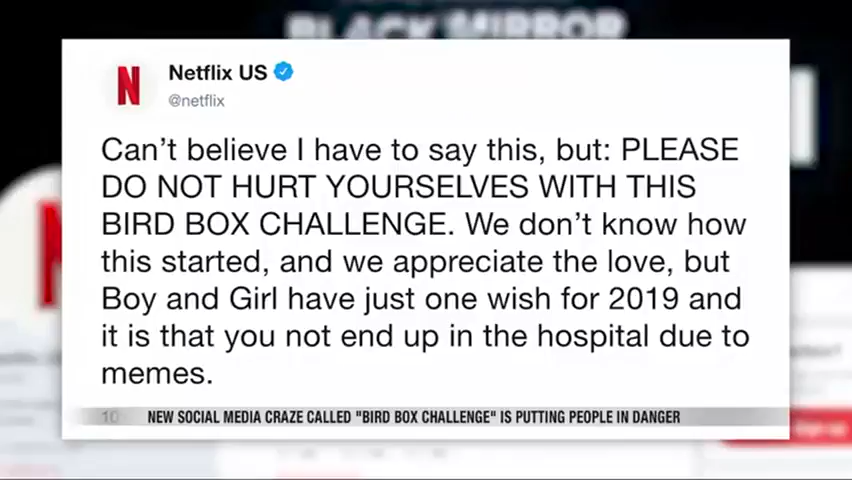 BLACK MIRROR
Netflix US
@netflix
Can't believe I have to say this, but: PLEASE
DO NOT HURT YOURSELVES WITH THIS
BIRD BOX CHALLENGE. We don't know how
this started, and we appreciate the love, but
Boy and Girl have just one wish for 2019 and
it is that you not end up in the hospital due to
memes.
10
NEW SOCIAL MEDIA CRAZE CALLED "BIRD BOX CHALLENGE" IS PUTTING PEOPLE IN DANGER